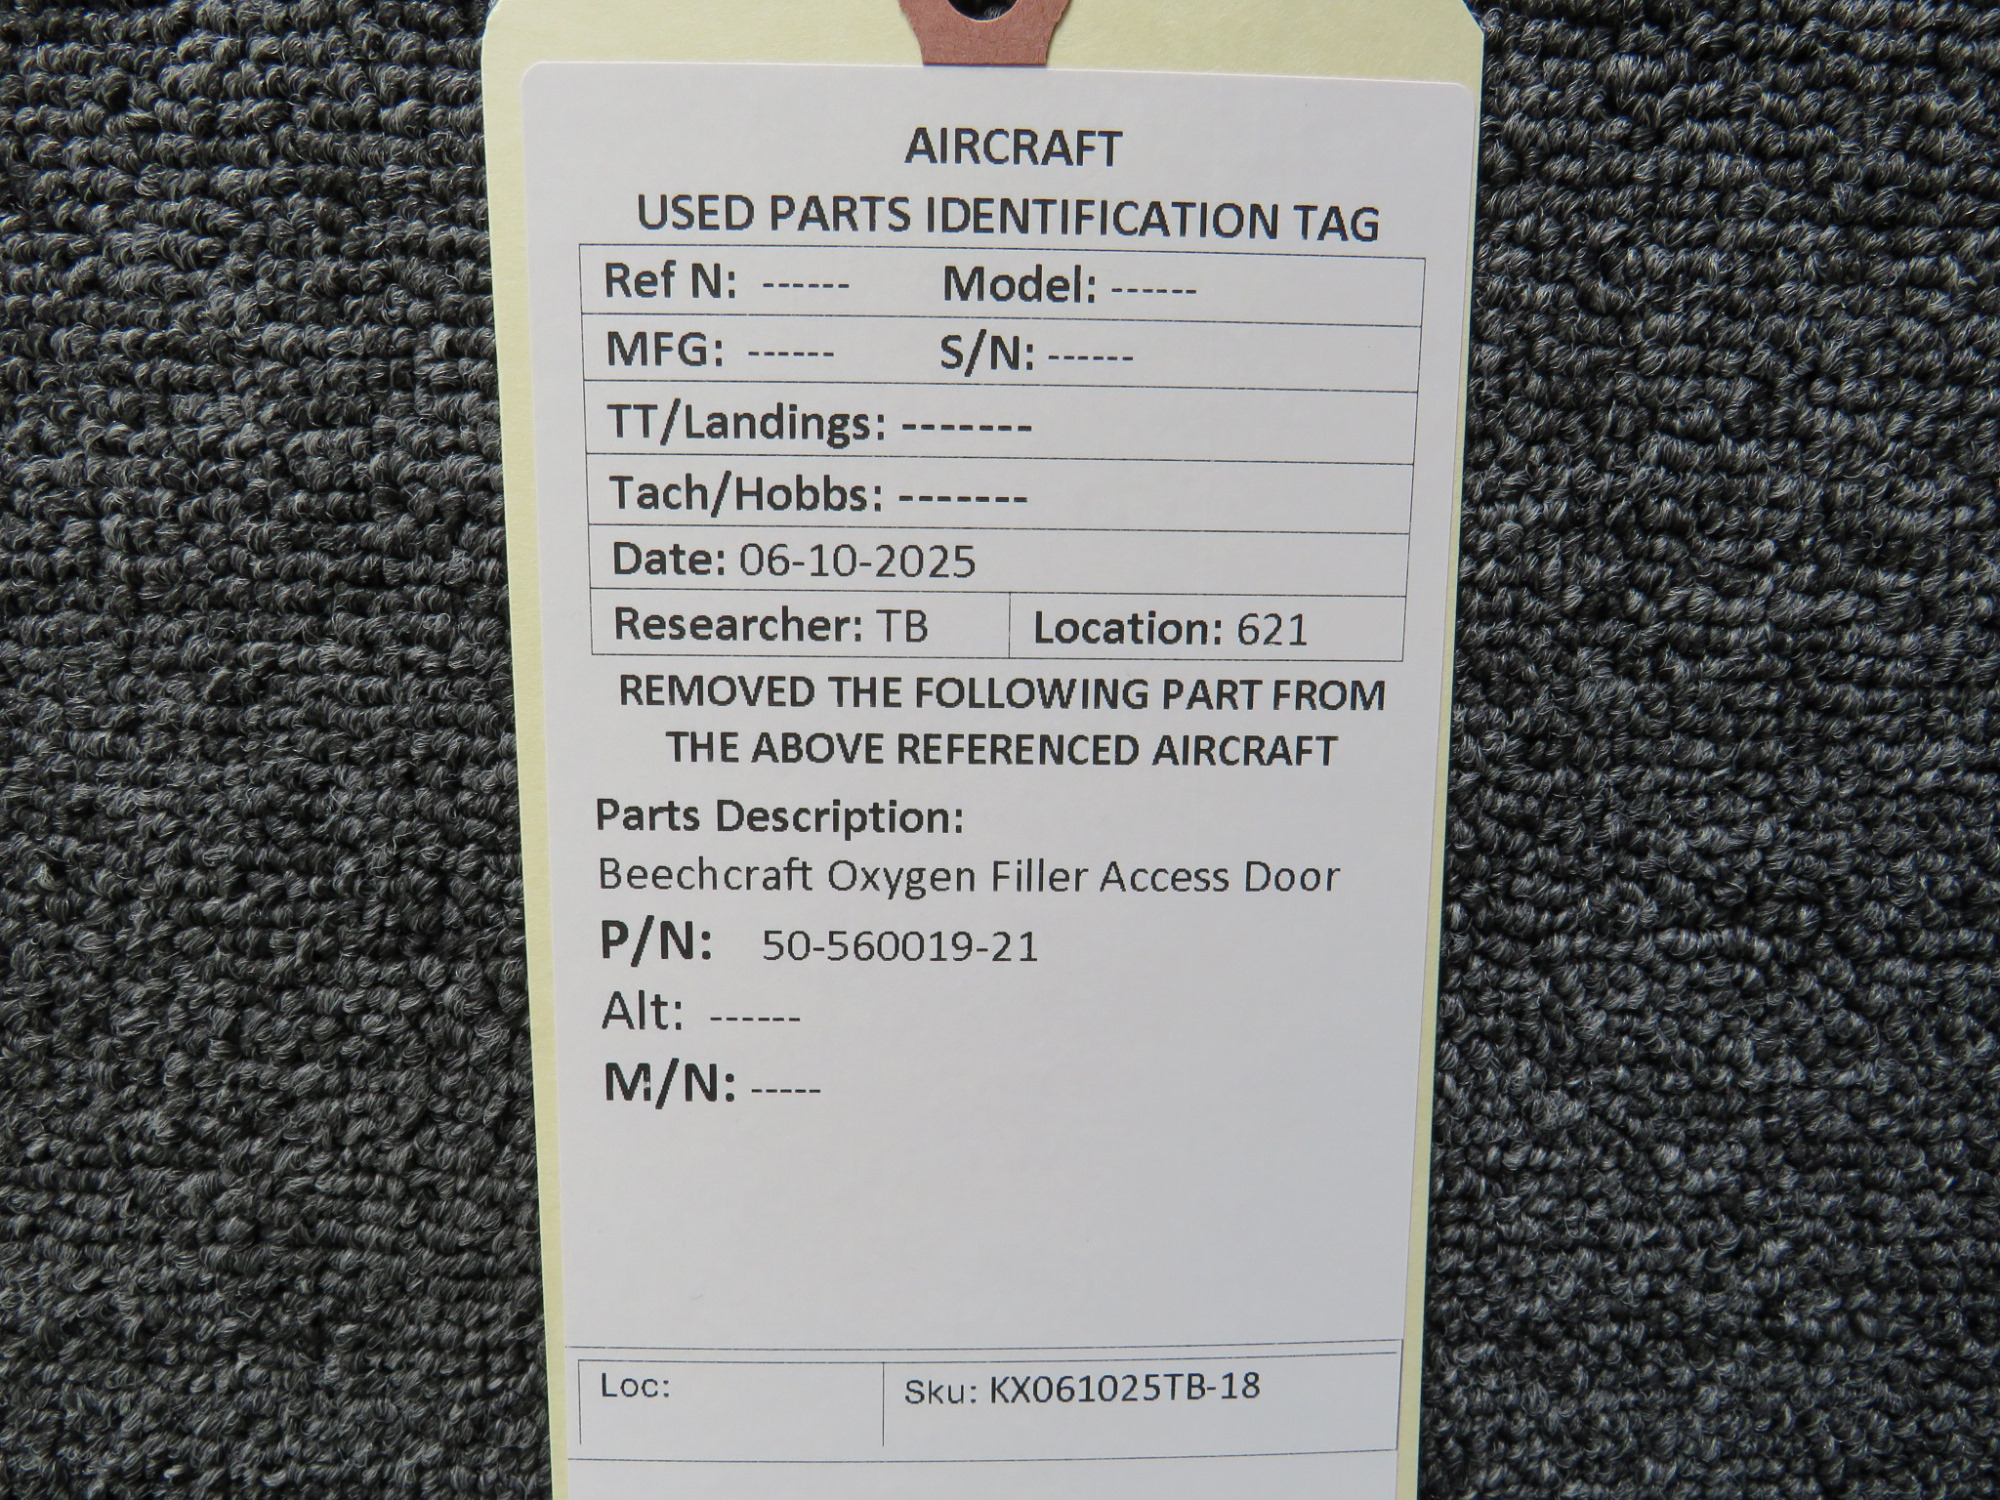 AIRCRAFT
USED PARTS IDENTIFICATION TAG
Ref N: ------ Model: ------
MFG: ------ S/N: ------
TT/Landings: -------
Tach/Hobbs: -------
Date: 06-10-2025
Researcher: TB Location: 621
REMOVED THE FOLLOWING PART FROM
THE ABOVE REFERENCED AIRCRAFT
Parts Description:
Beechcraft Oxygen Filler Access Door
P/N: 50-560019-21
Alt: ------
M/N: -----
Loc: Sku: KX061025TB-18